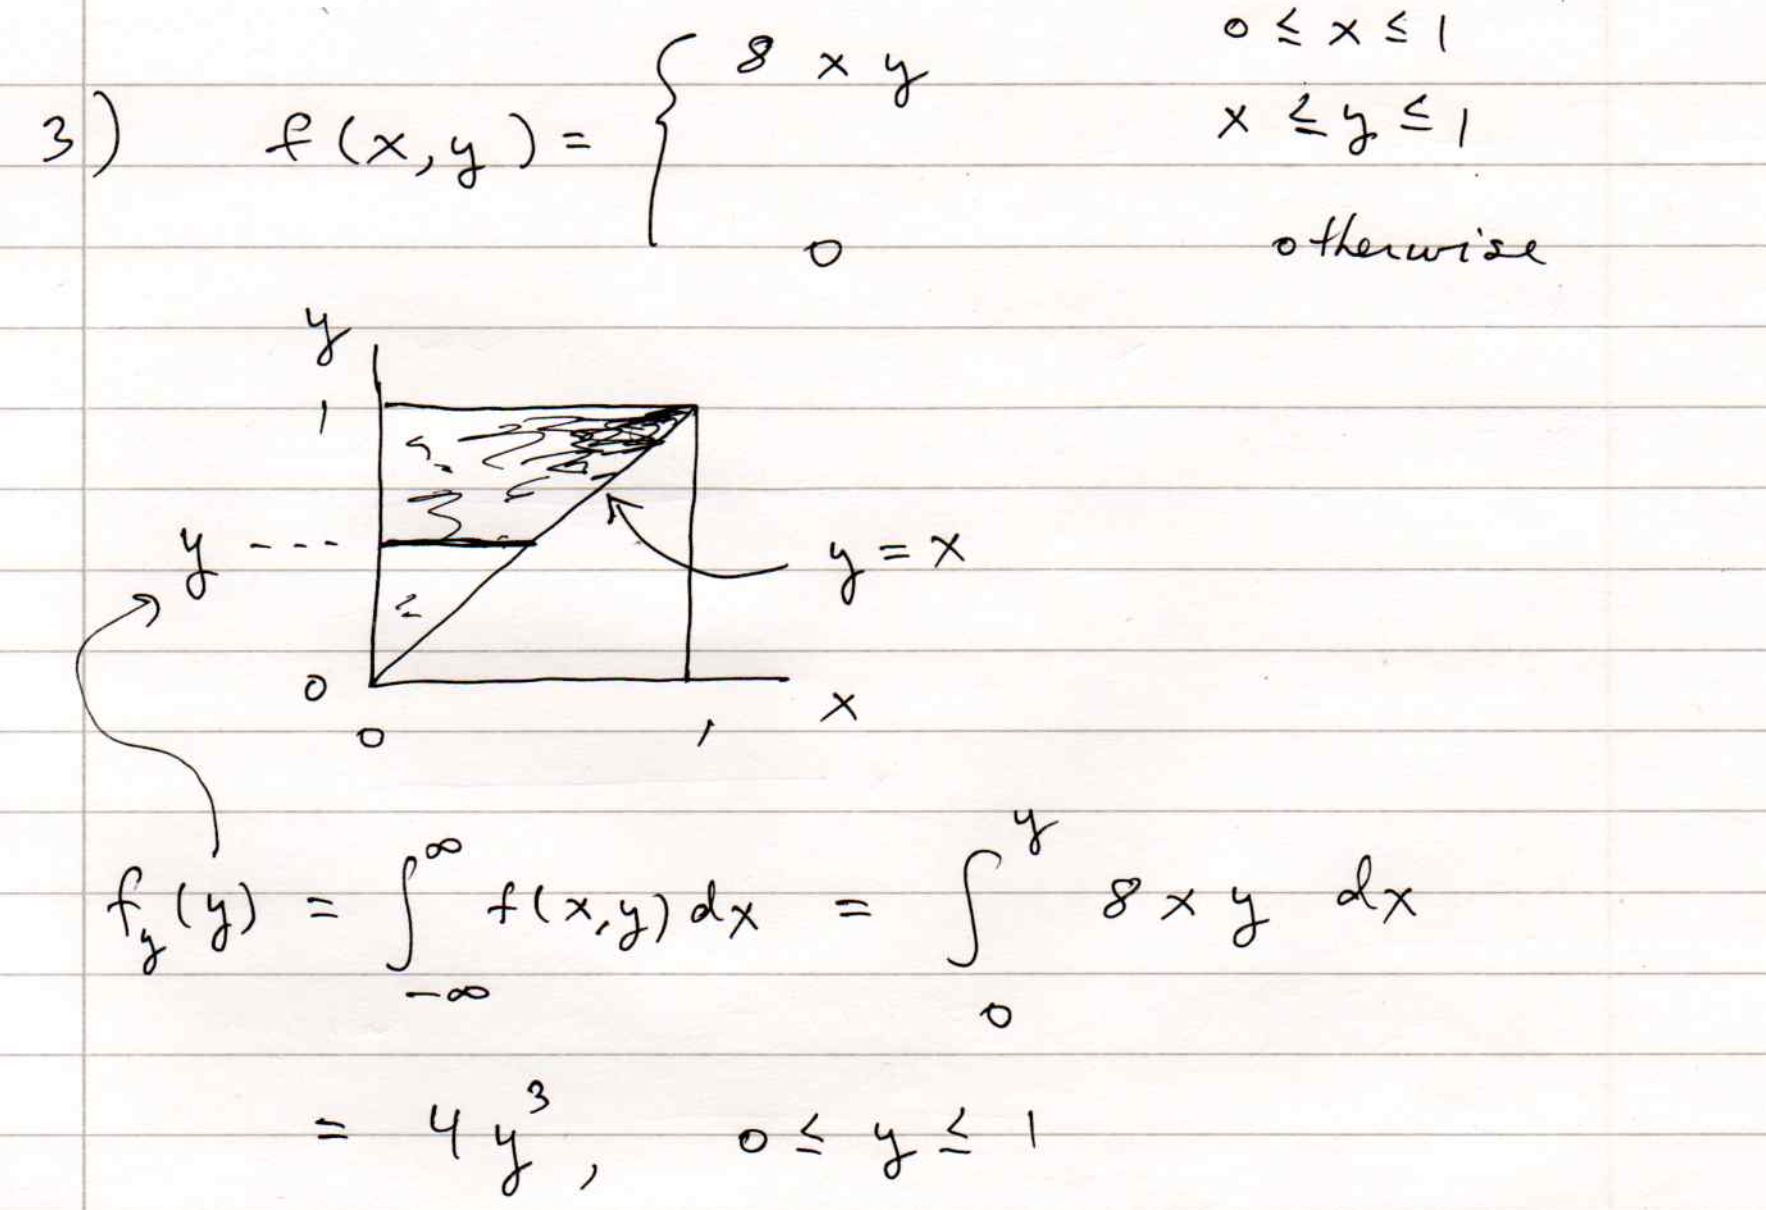 0 ≤ x ≤ 1
3) f(x,y) = { 8xy x ≤ y ≤ 1
0 otherwise
y
1
y --- y = x
0
0 1 x
f_y(y) = ∫_{-∞}^{∞} f(x,y) dx = ∫_0^y 8xy dx
= 4y³, 0 ≤ y ≤ 1